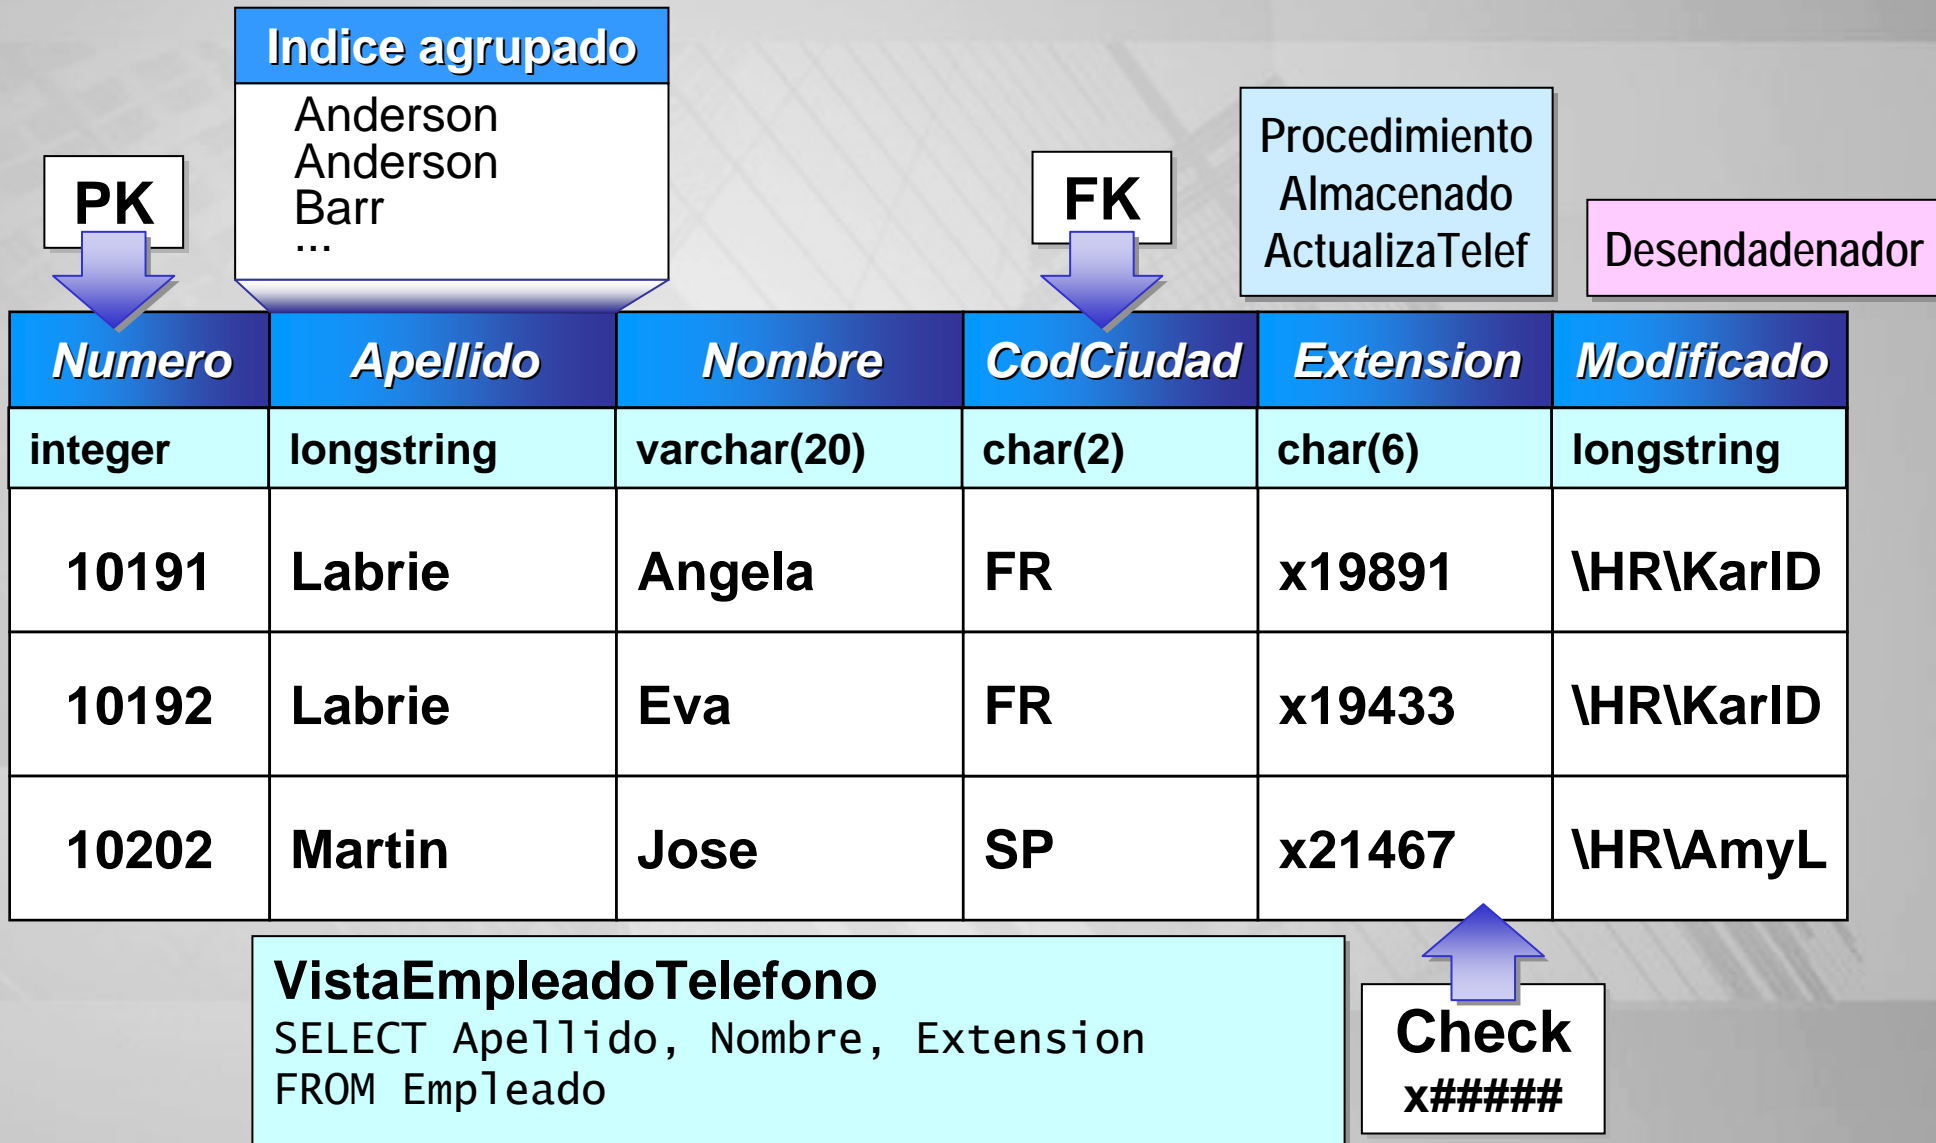 Indice agrupado
Anderson
Anderson
Barr
...
PK
FK
Procedimiento
Almacenado
ActualizaTelef
Desendadenador
Numero Apellido Nombre CodCiudad Extension Modificado
integer longstring varchar(20) char(2) char(6) longstring
10191 Labrie Angela FR x19891 \HR\KarlD
10192 Labrie Eva FR x19433 \HR\KarlD
10202 Martin Jose SP x21467 \HR\AmyL
VistaEmpleadoTelefono
SELECT Apellido, Nombre, Extension
FROM Empleado
Check
x#####